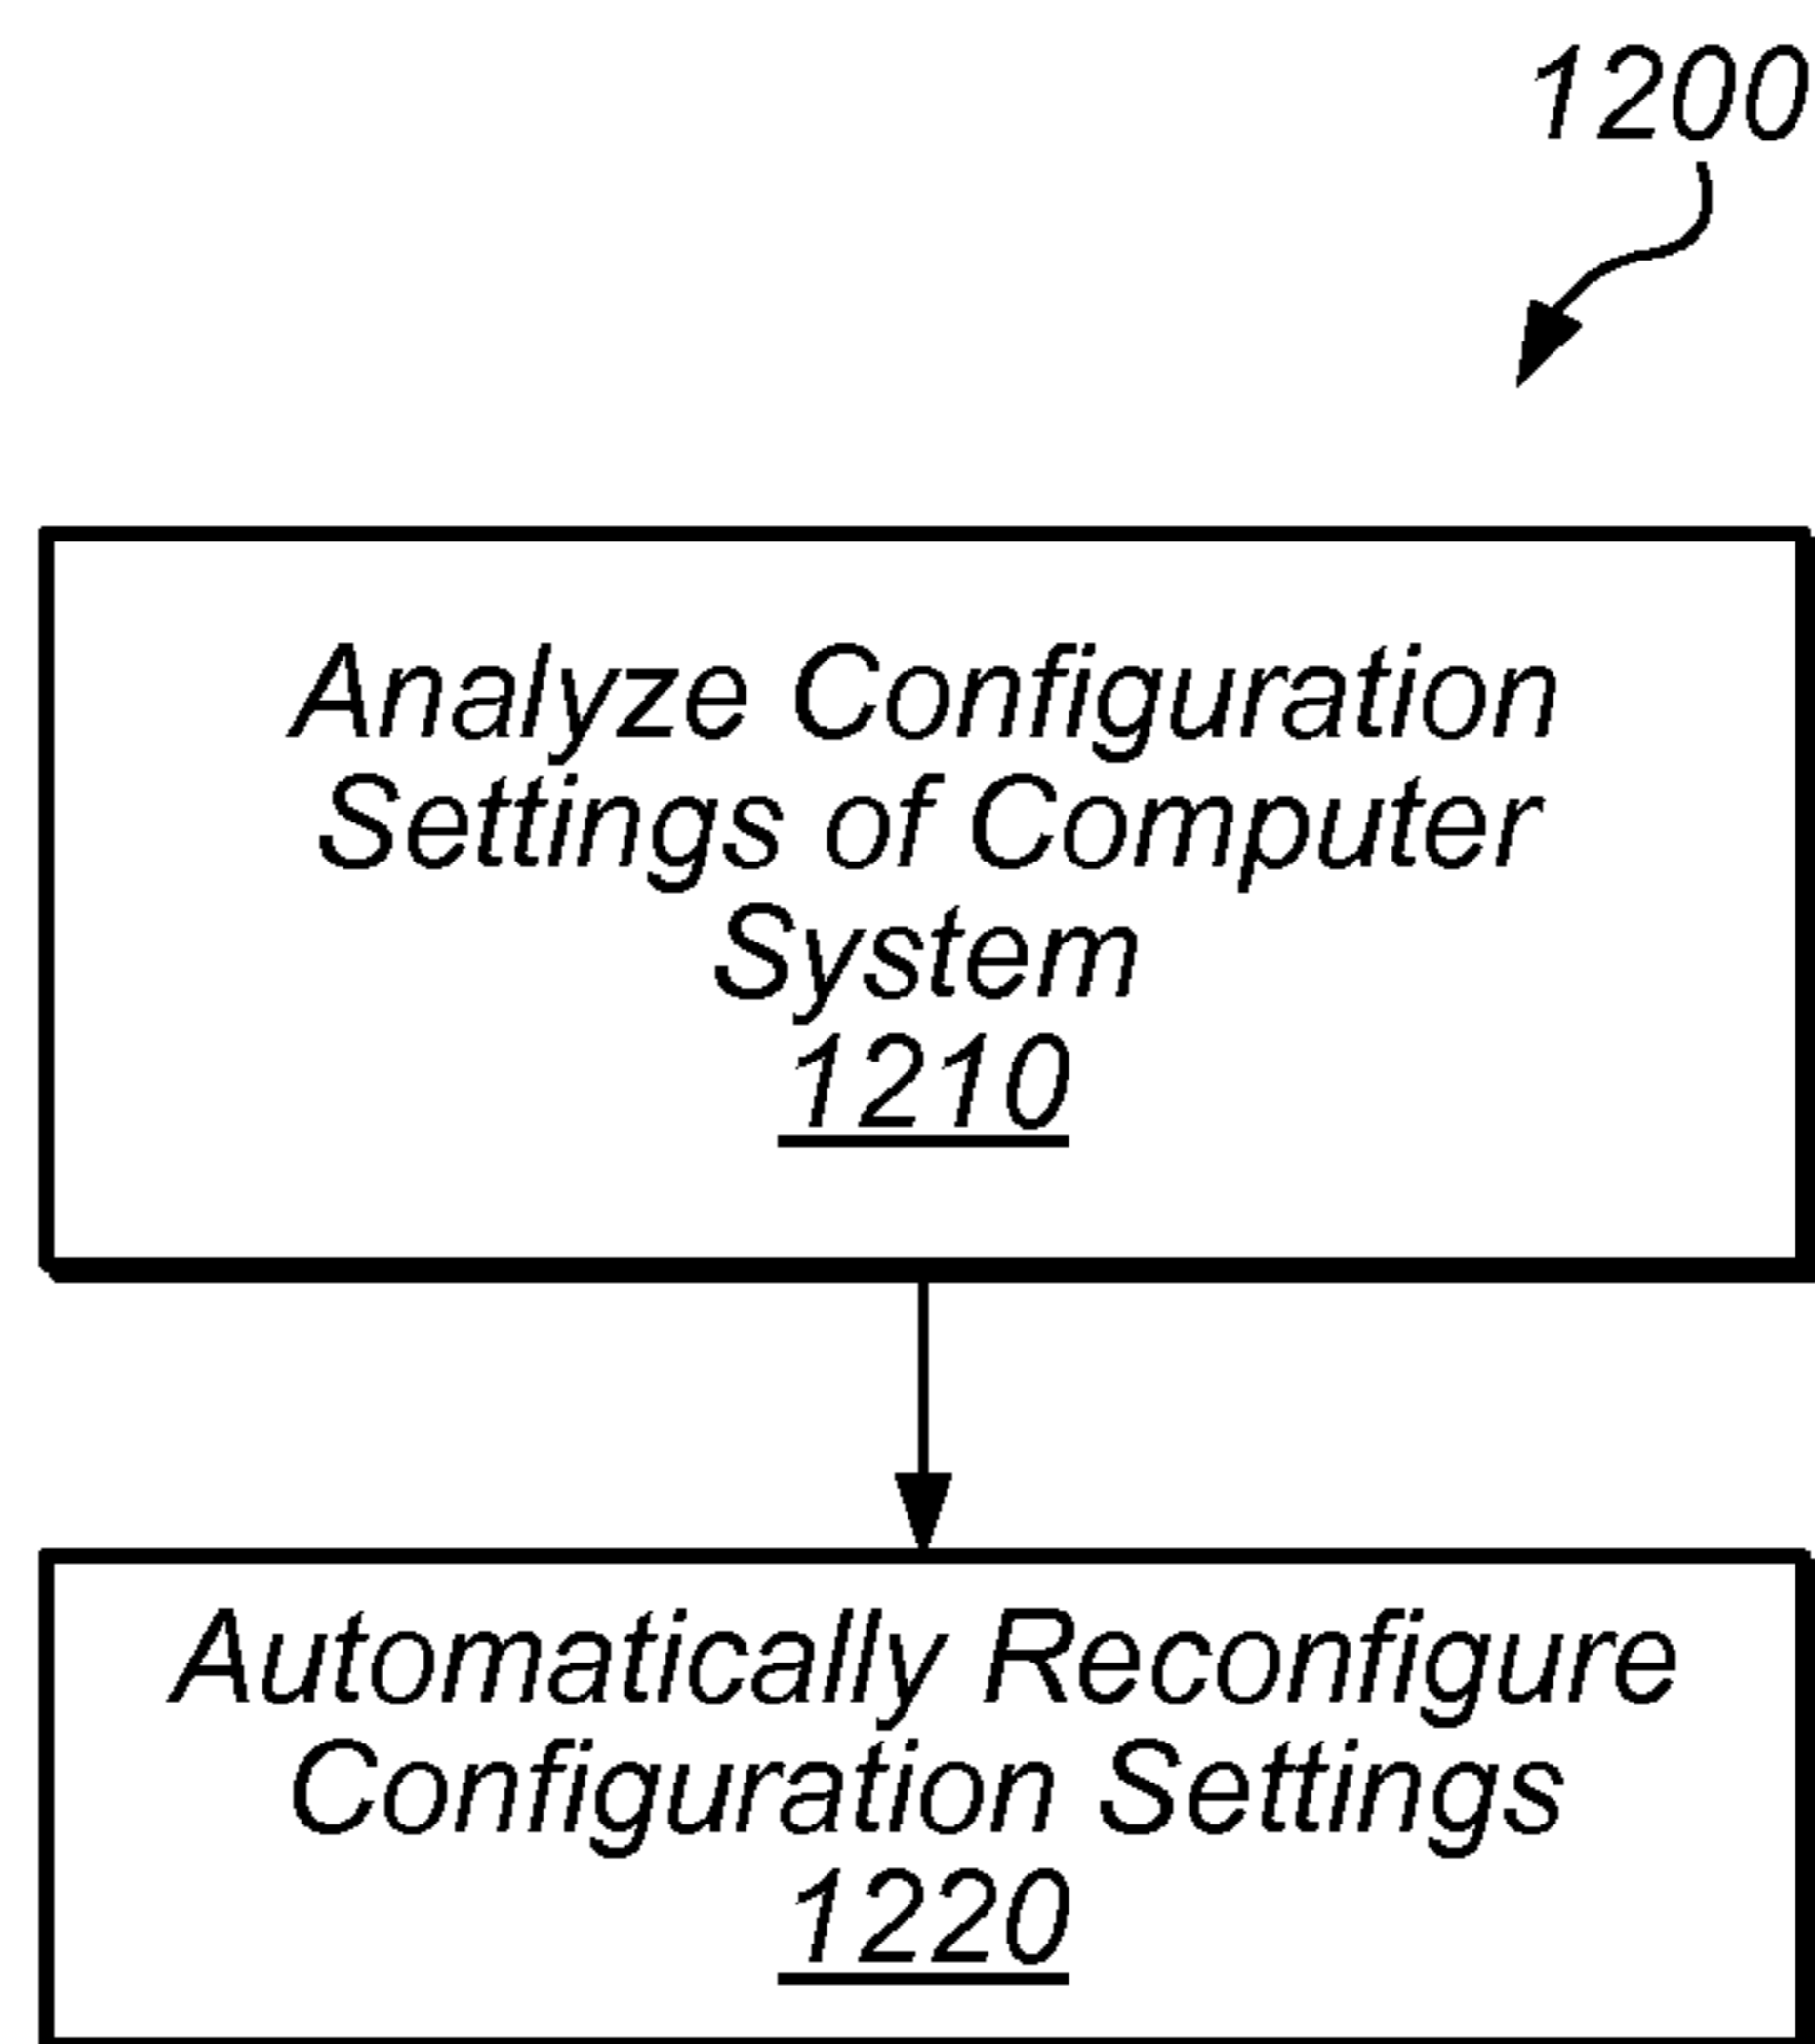 1200
Analyze Configuration
Settings of Computer
System
1210
Automatically Reconfigure
Configuration Settings
1220